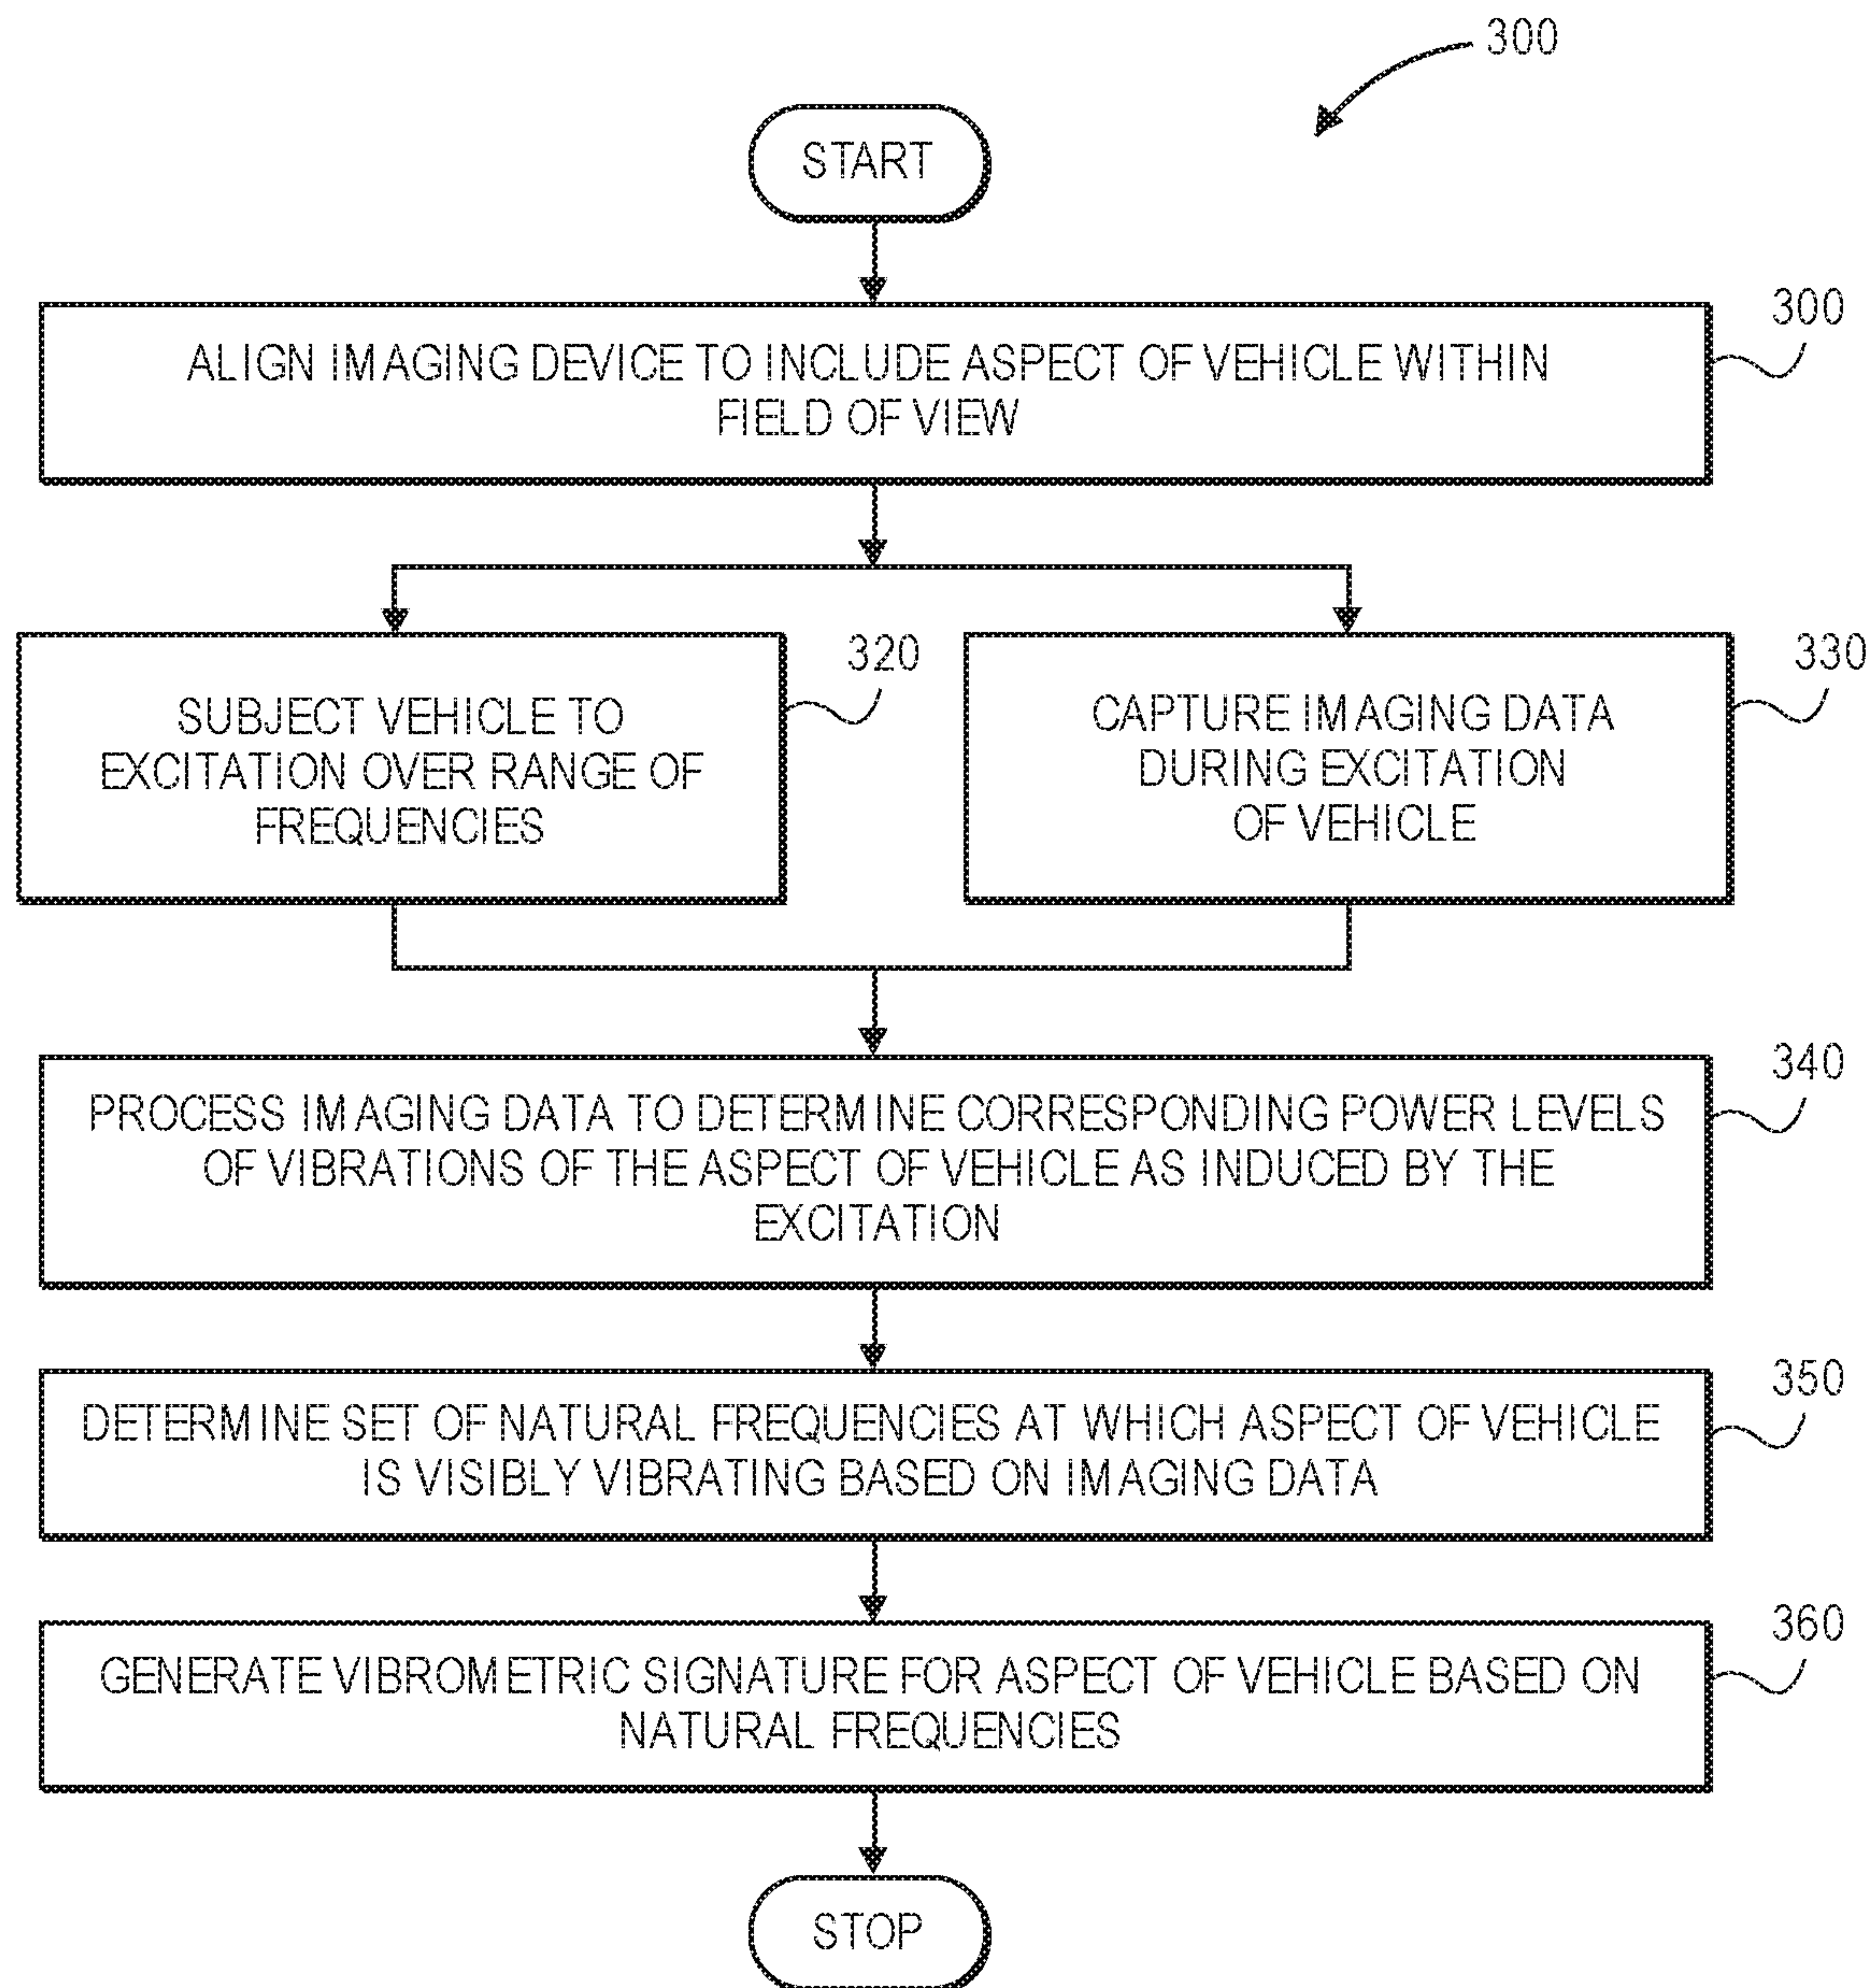 300
START
300
ALIGN IMAGING DEVICE TO INCLUDE ASPECT OF VEHICLE WITHIN
FIELD OF VIEW
320
SUBJECT VEHICLE TO
EXCITATION OVER RANGE OF
FREQUENCIES
330
CAPTURE IMAGING DATA
DURING EXCITATION
OF VEHICLE
340
PROCESS IMAGING DATA TO DETERMINE CORRESPONDING POWER LEVELS
OF VIBRATIONS OF THE ASPECT OF VEHICLE AS INDUCED BY THE
EXCITATION
350
DETERMINE SET OF NATURAL FREQUENCIES AT WHICH ASPECT OF VEHICLE
IS VISIBLY VIBRATING BASED ON IMAGING DATA
360
GENERATE VIBROMETRIC SIGNATURE FOR ASPECT OF VEHICLE BASED ON
NATURAL FREQUENCIES
STOP